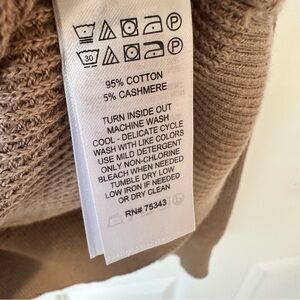 P
30 P
95% COTTON
5% CASHMERE
TURN INSIDE OUT
MACHINE WASH
COOL - DELICATE CYCLE
WASH WITH LIKE COLORS
USE MILD DETERGENT
ONLY NON-CHLORINE
BLEACH WHEN NEEDED
TUMBLE DRY LOW
LOW IRON IF NEEDED
OR DRY CLEAN
RN# 75343